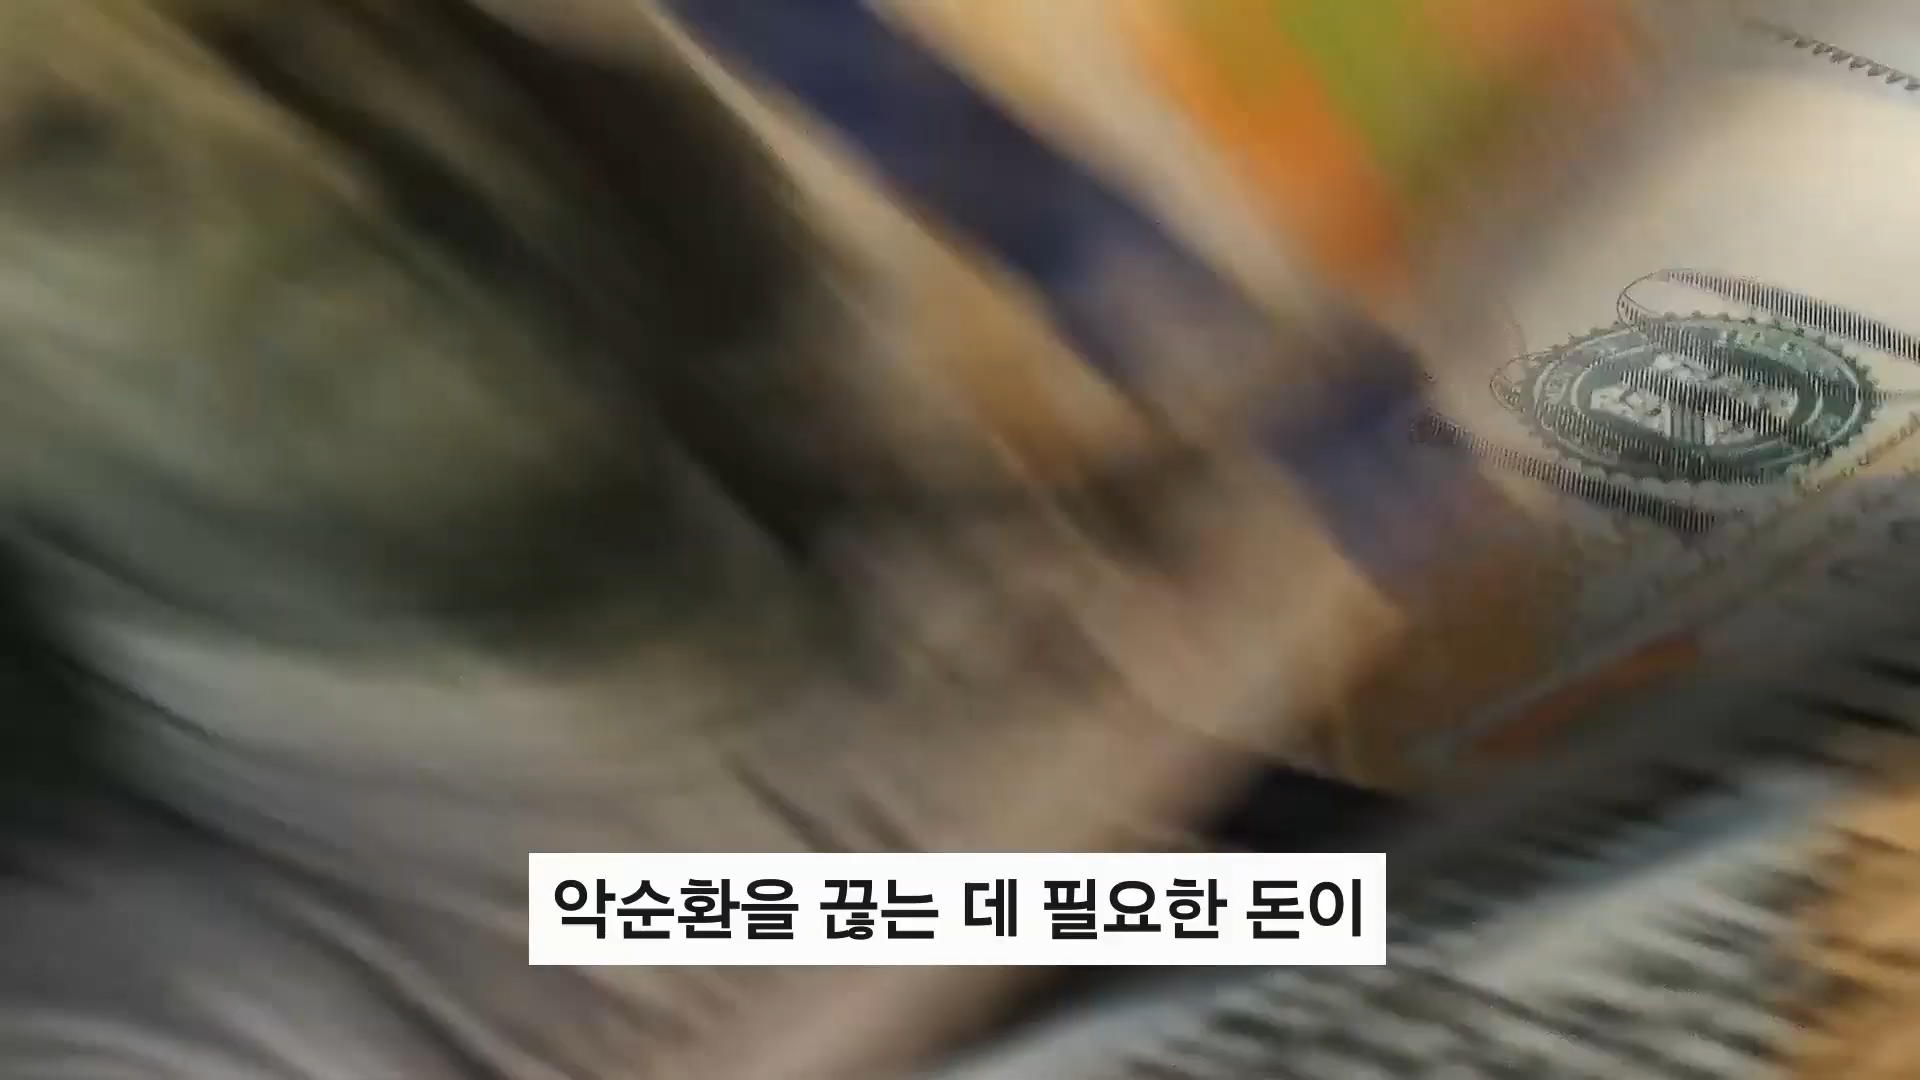 악순환을 끊는 데 필요한 돈이